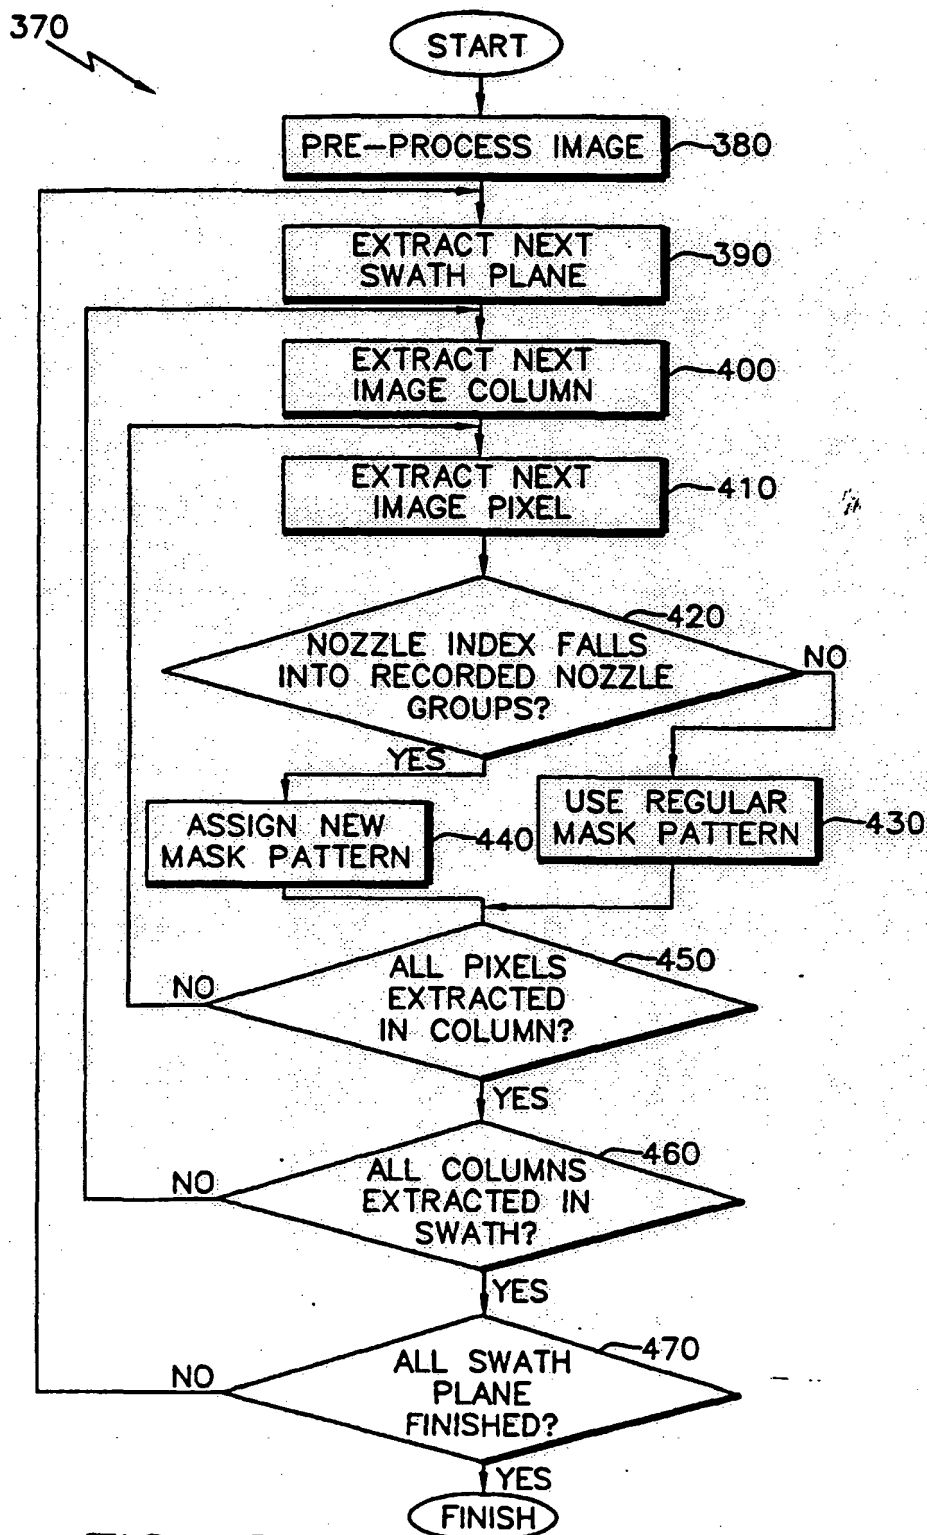 370
START
PRE-PROCESS IMAGE
380
EXTRACT NEXT
SWATH PLANE
390
EXTRACT NEXT
IMAGE COLUMN
400
EXTRACT NEXT
IMAGE PIXEL
410
420
NOZZLE INDEX FALLS
INTO RECORDED NOZZLE
GROUPS?
NO
YES
ASSIGN NEW
MASK PATTERN
440
USE REGULAR
MASK PATTERN
430
450
ALL PIXELS
EXTRACTED
IN COLUMN?
NO
YES
460
ALL COLUMNS
EXTRACTED IN
SWATH?
NO
YES
470
ALL SWATH
PLANE
FINISHED?
NO
YES
FINISH